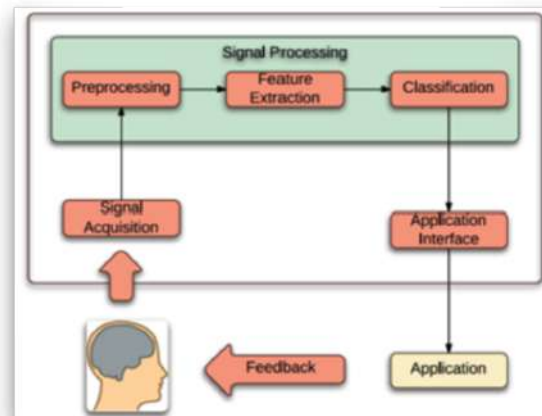 Signal Processing
Preprocessing
Feature
Extraction
Classification
Signal
Acquisition
Application
Interface
Feedback
Application